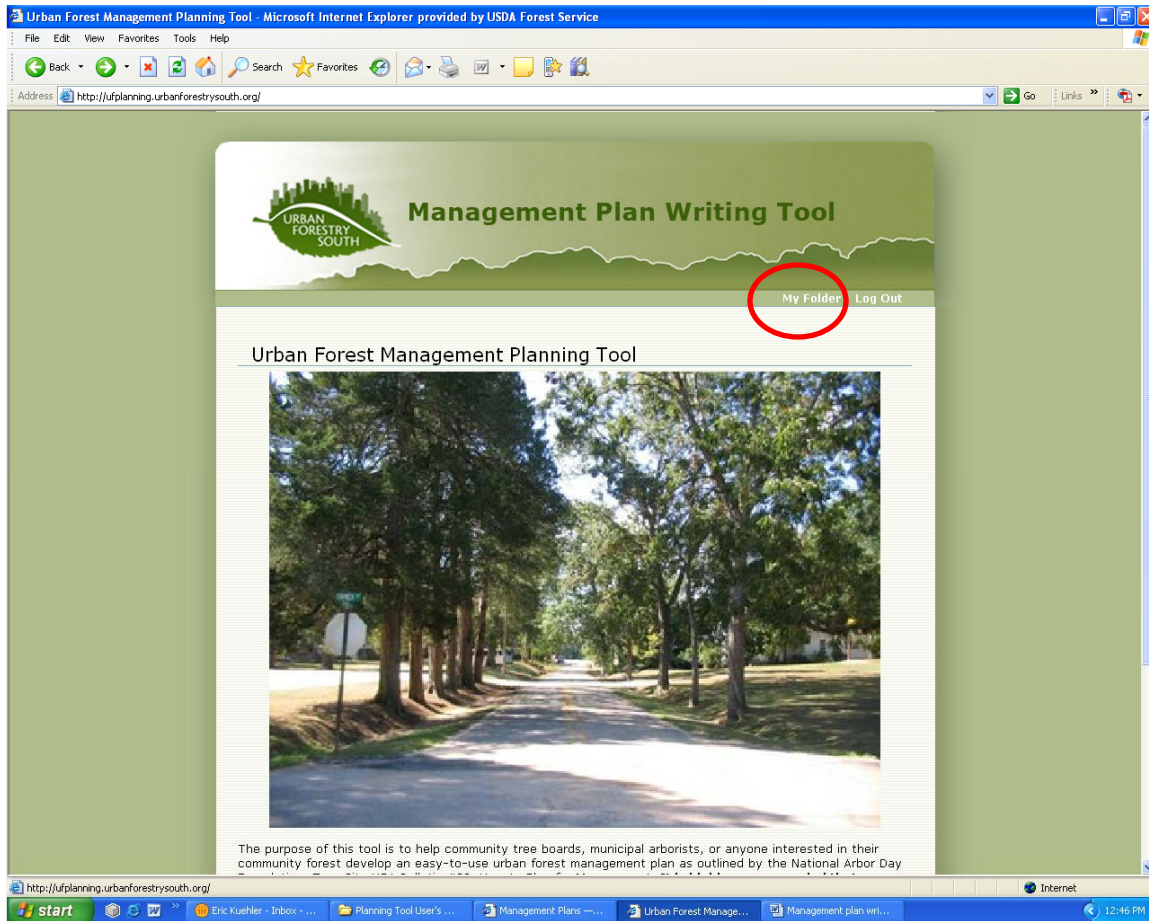 Urban Forest Management Planning Tool - Microsoft Internet Explorer provided by USDA Forest Service
File Edit View Favorites Tools Help
Back Search Favorites
Address http://ufplanning.urbanforestrysouth.org/ Go Links »
URBAN
FORESTRY
SOUTH
Management Plan Writing Tool
My Folder Log Out
Urban Forest Management Planning Tool
The purpose of this tool is to help community tree boards, municipal arborists, or anyone interested in their
community forest develop an easy-to-use urban forest management plan as outlined by the National Arbor Day
http://ufplanning.urbanforestrysouth.org/ Internet
start Eric Kuehler - Inbox - ... Planning Tool User's ... Management Plans —... Urban Forest Manage... Management plan wri... 12:46 PM